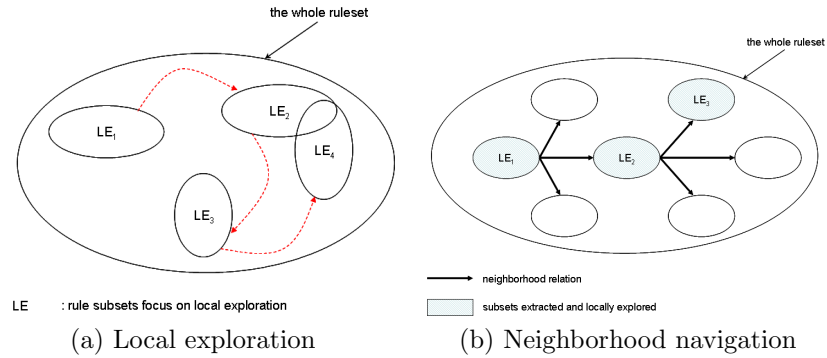 the whole ruleset
LE1
LE2
LE4
LE3
LE : rule subsets focus on local exploration
(a) Local exploration
the whole ruleset
LE3
LE1
LE2
neighborhood relation
subsets extracted and locally explored
(b) Neighborhood navigation